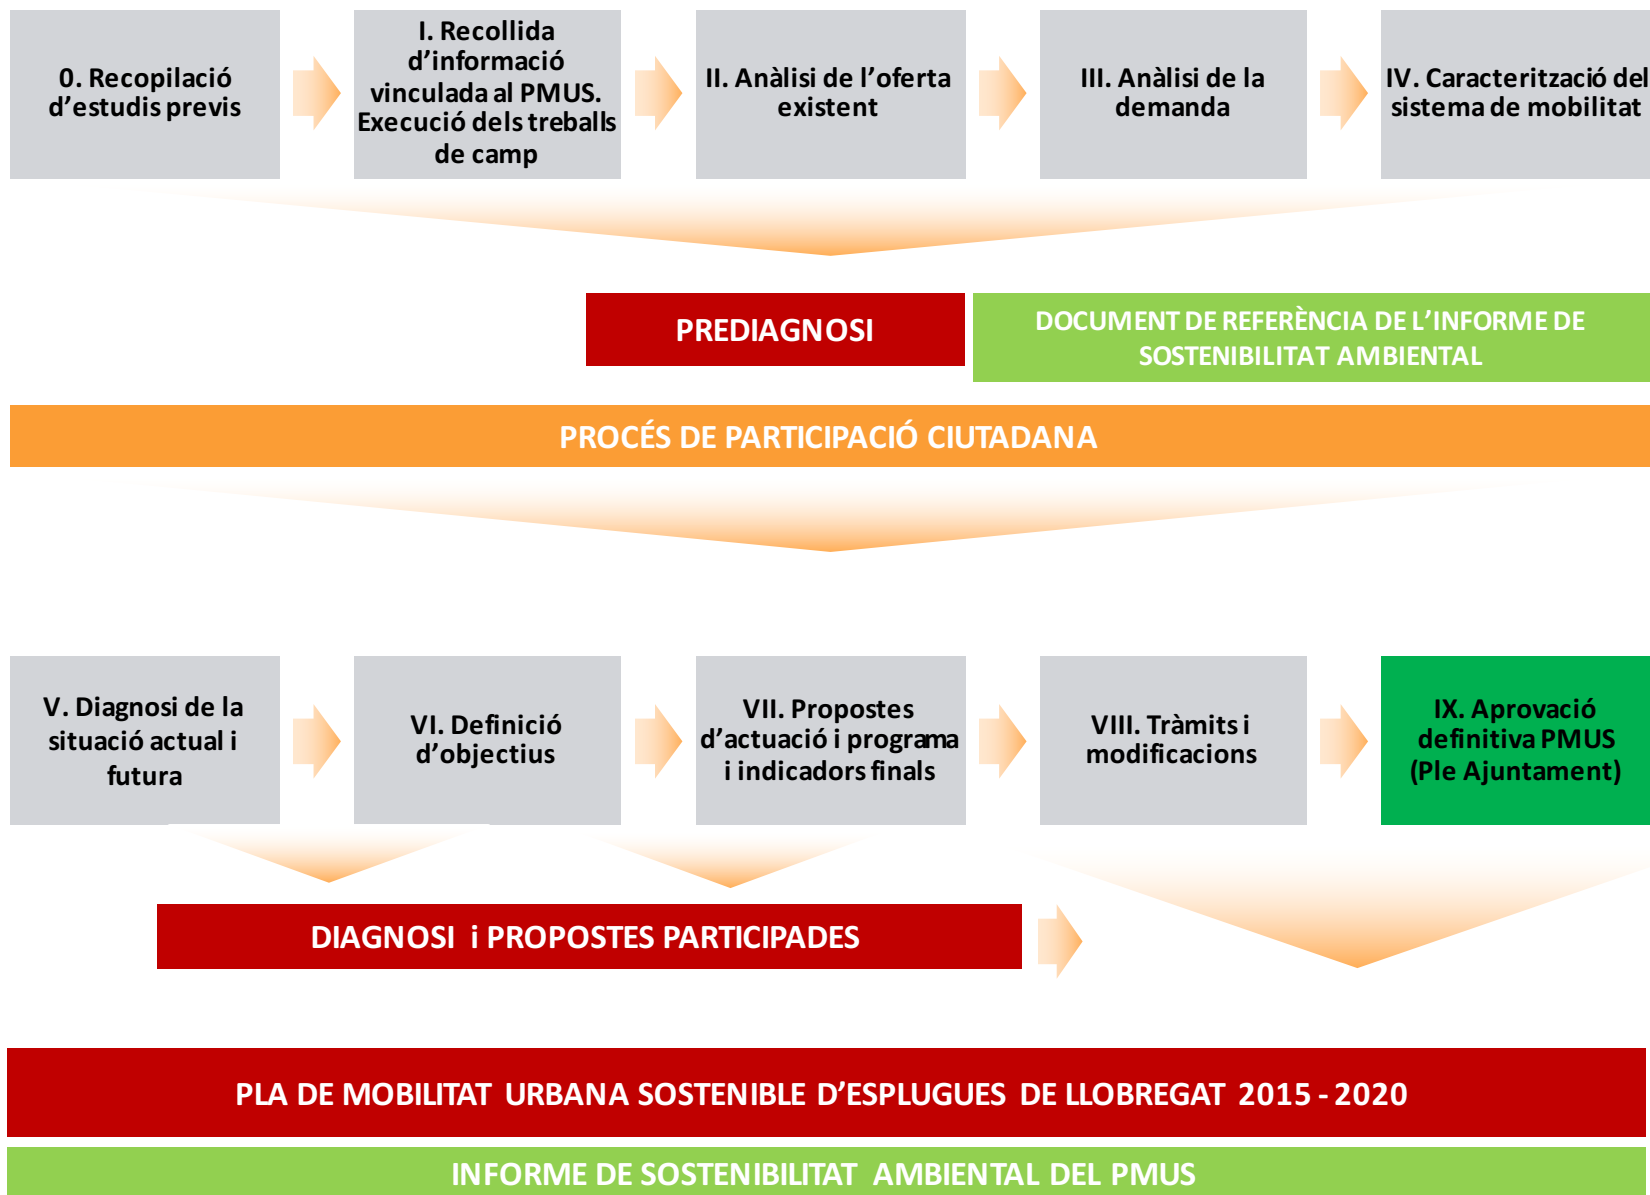 0. Recopilació
d’estudis previs
I. Recollida
d’informació
vinculada al PMUS.
Execució dels treballs
de camp
II. Anàlisi de l’oferta
existent
III. Anàlisi de la
demanda
IV. Caracterització del
sistema de mobilitat
PREDIAGNOSI
DOCUMENT DE REFERÈNCIA DE L’INFORME DE
SOSTENIBILITAT AMBIENTAL
PROCÉS DE PARTICIPACIÓ CIUTADANA
V. Diagnosi de la
situació actual i
futura
VI. Definició
d’objectius
VII. Propostes
d’actuació i programa
i indicadors finals
VIII. Tràmits i
modificacions
IX. Aprovació
definitiva PMUS
(Ple Ajuntament)
DIAGNOSI i PROPOSTES PARTICIPADES
PLA DE MOBILITAT URBANA SOSTENIBLE D’ESPLUGUES DE LLOBREGAT 2015 - 2020
INFORME DE SOSTENIBILITAT AMBIENTAL DEL PMUS